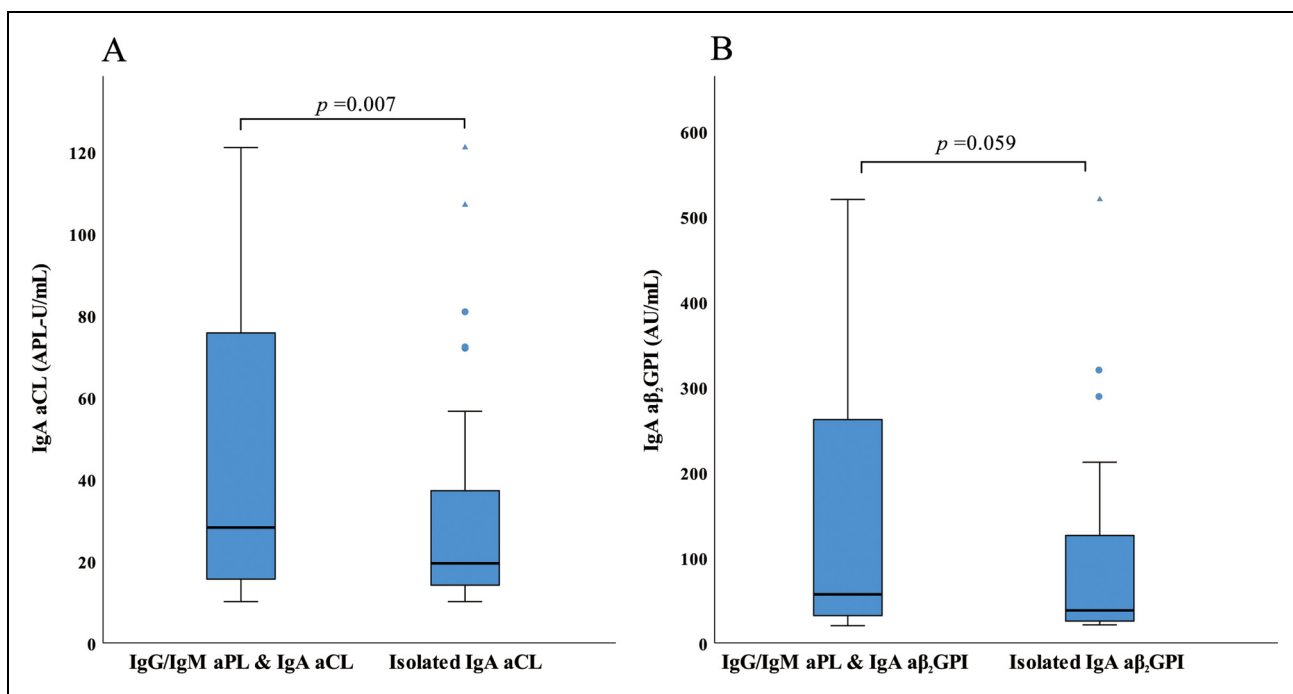 A
p =0.007
IgA aCL (APL-U/mL)
120
100
80
60
40
20
0
IgG/IgM aPL & IgA aCL
Isolated IgA aCL
B
p =0.059
IgA aβ₂GPI (AU/mL)
600
500
400
300
200
100
0
IgG/IgM aPL & IgA aβ₂GPI
Isolated IgA aβ₂GPI